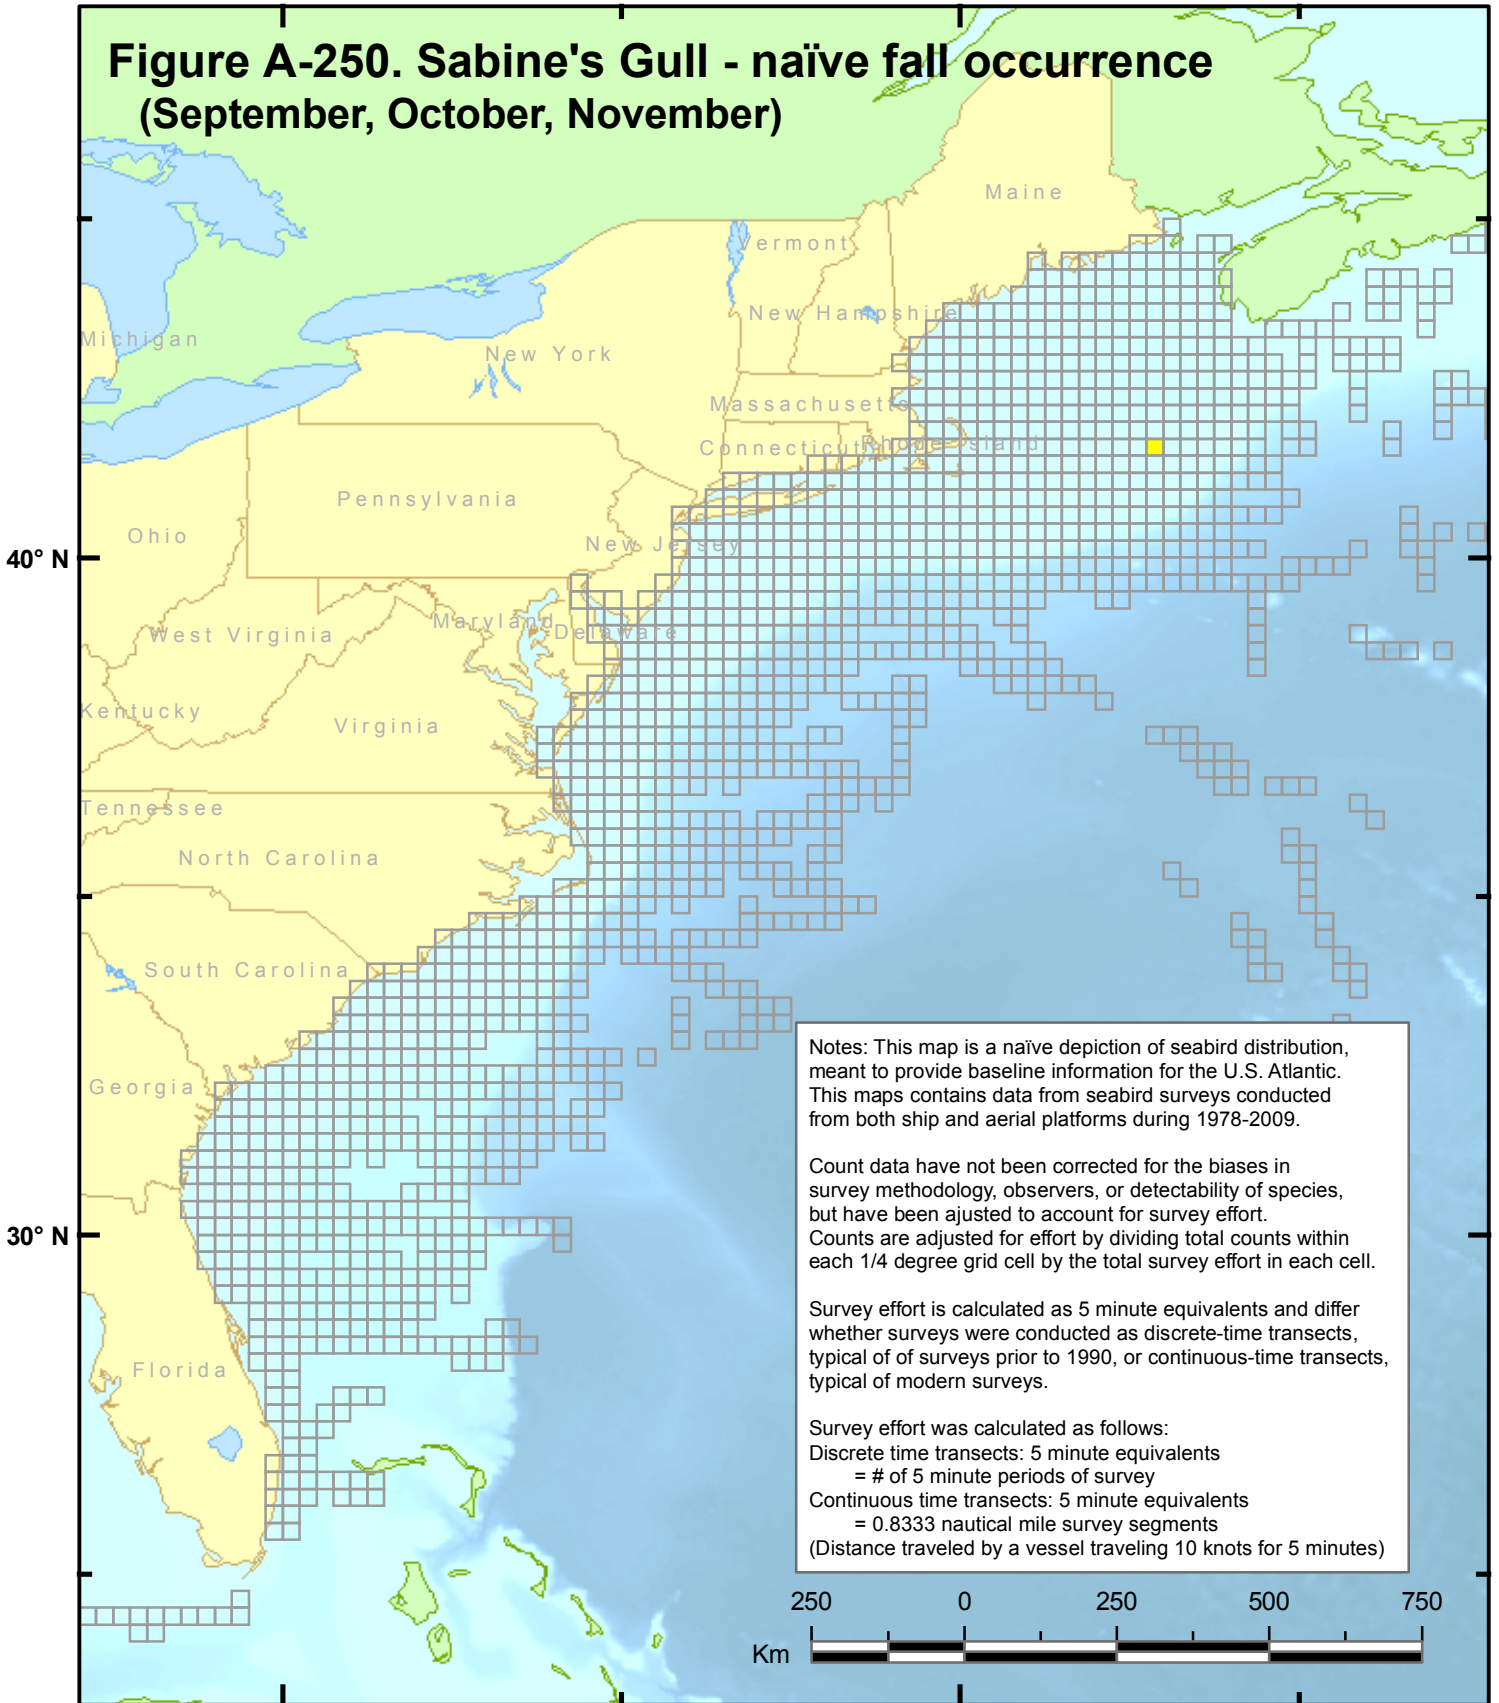 Figure A-250. Sabine's Gull - naïve fall occurrence
(September, October, November)
Maine
Vermont
New Hampshire
Michigan
New York
Massachusetts
Connecticut
Rhode Island
Pennsylvania
Ohio
New Jersey
40° N
Maryland
Delaware
West Virginia
Kentucky
Virginia
Tennessee
North Carolina
South Carolina
Georgia
30° N
Florida
Notes: This map is a naïve depiction of seabird distribution,
meant to provide baseline information for the U.S. Atlantic.
This maps contains data from seabird surveys conducted
from both ship and aerial platforms during 1978-2009.
Count data have not been corrected for the biases in
survey methodology, observers, or detectability of species,
but have been ajusted to account for survey effort.
Counts are adjusted for effort by dividing total counts within
each 1/4 degree grid cell by the total survey effort in each cell.
Survey effort is calculated as 5 minute equivalents and differ
whether surveys were conducted as discrete-time transects,
typical of of surveys prior to 1990, or continuous-time transects,
typical of modern surveys.
Survey effort was calculated as follows:
Discrete time transects: 5 minute equivalents
= # of 5 minute periods of survey
Continuous time transects: 5 minute equivalents
= 0.8333 nautical mile survey segments
(Distance traveled by a vessel traveling 10 knots for 5 minutes)
250 0 250 500 750
Km